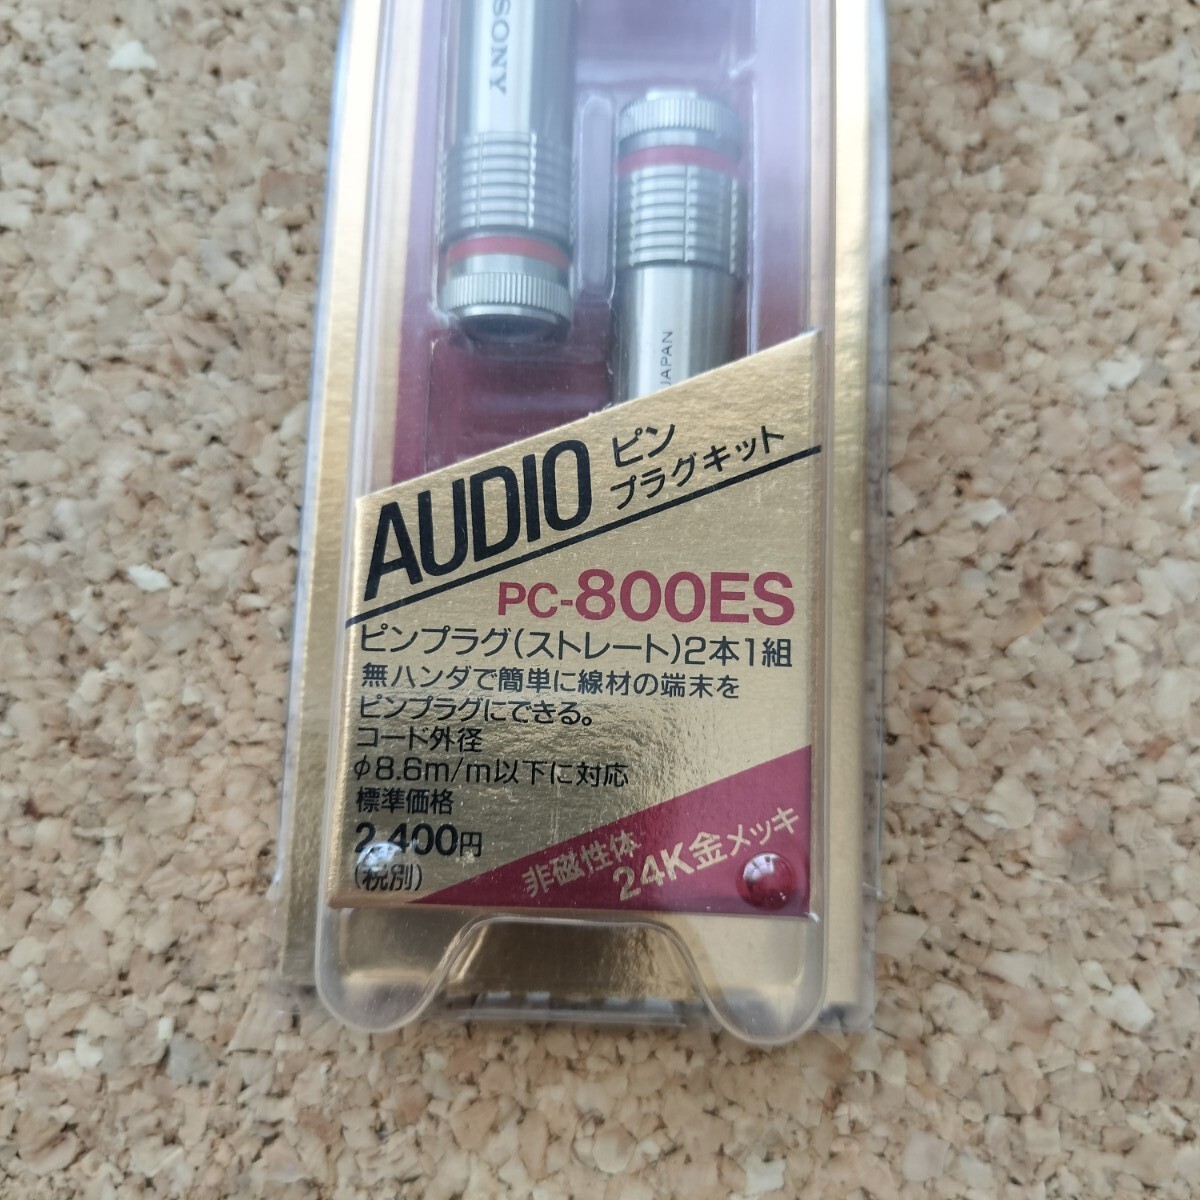 SONY
JAPAN
AUDIO ピン
プラグキット
PC-800ES
ピンプラグ(ストレート)2本1組
無ハンダで簡単に線材の端末を
ピンプラグにできる。
コード外径
φ8.6m/m以下に対応
標準価格
2,400円
(税別)
非磁性体
24K金メッキ